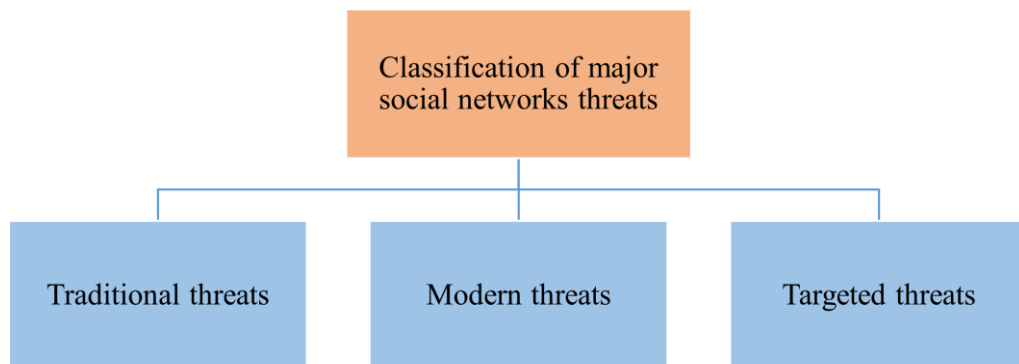 Classification of major
social networks threats
Traditional threats
Modern threats
Targeted threats